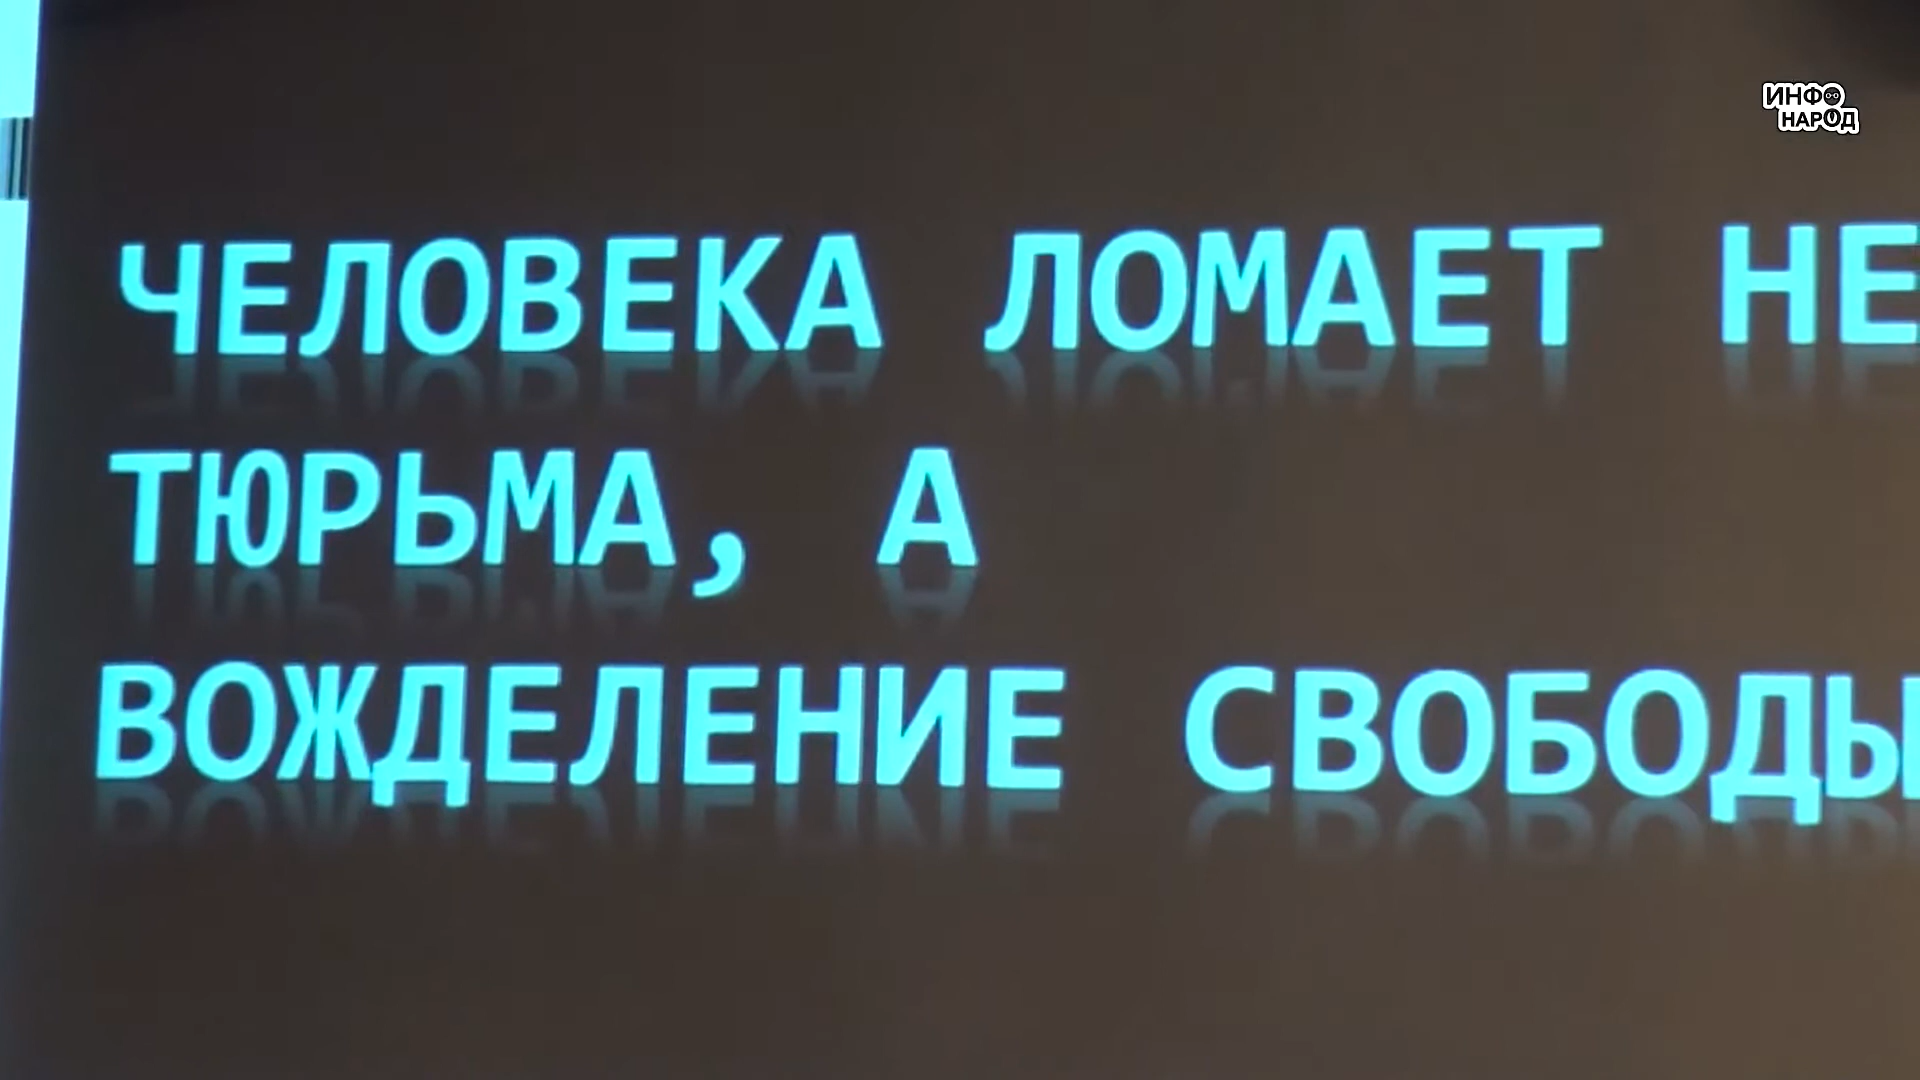 ИНФО
НАРОД
ЧЕЛОВЕКА ЛОМАЕТ НЕ
ТЮРЬМА, А
ВОЖДЕЛЕНИЕ СВОБОДЫ